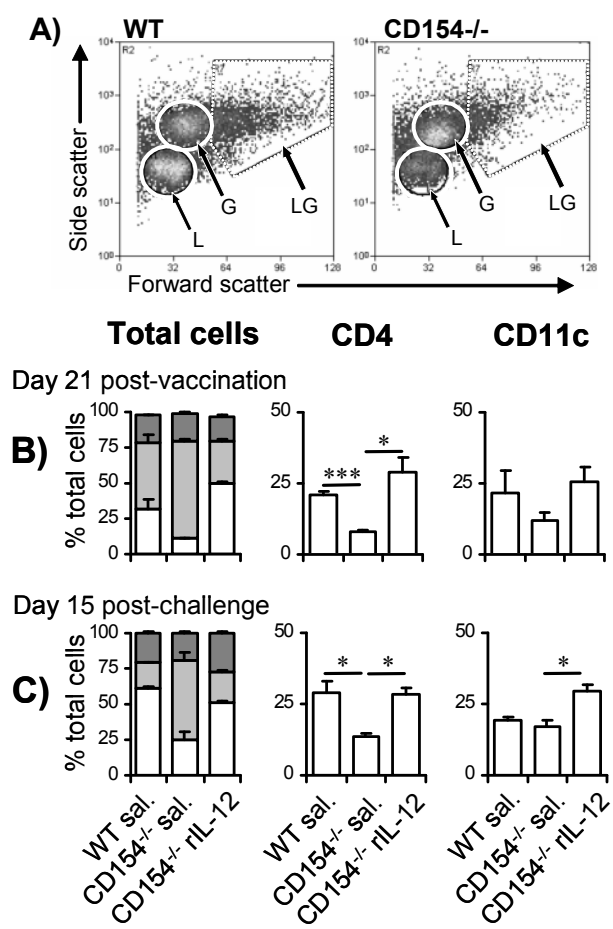 A) WT CD154-/-
R2 R2
10⁴ 10⁴
R7 R7
10³ 10³
10² 10²
10¹ 10¹
10⁰ 10⁰
Side scatter
G LG G LG
L L
0 32 64 96 128 0 32 64 96 128
Forward scatter
Total cells CD4 CD11c
Day 21 post-vaccination
B)
% total cells
100 75 50 25 0
50 25 0
*** *
50 25 0
Day 15 post-challenge
C)
% total cells
100 75 50 25 0
50 25 0
* *
50 25 0
*
WT sal. CD154-/- sal. CD154-/- rIL-12
WT sal. CD154-/- sal. CD154-/- rIL-12
WT sal. CD154-/- sal. CD154-/- rIL-12